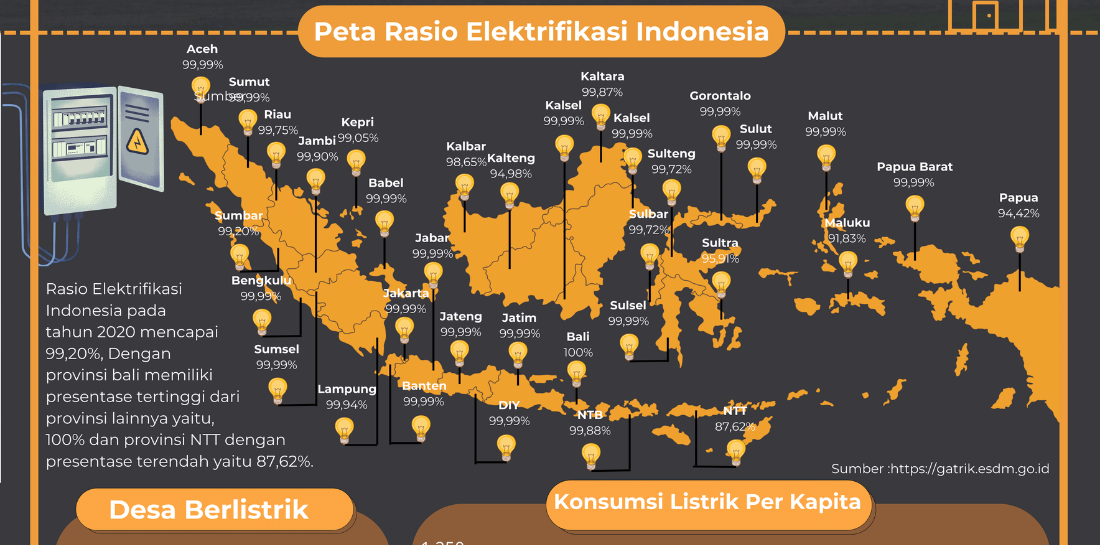 Peta Rasio Elektrifikasi Indonesia
Aceh
99,99%
Sumut
Sumber
99,99%
Riau
99,75%
Jambi
99,90%
Kepri
99,05%
Babel
99,99%
Sumbar
99,20%
Bengkulu
99,99%
Sumsel
99,99%
Lampung
99,94%
Jabar
99,99%
Jakarta
99,99%
Banten
99,99%
Jateng
99,99%
DIY
99,99%
Jatim
99,99%
Bali
100%
NTB
99,88%
NTT
87,62%
Kalbar
98,65%
Kalteng
94,98%
Kalsel
99,99%
Kaltara
99,87%
Kalsel
99,99%
Sulteng
99,72%
Sulbar
99,72%
Sulsel
99,99%
Sultra
95,91%
Gorontalo
99,99%
Sulut
99,99%
Malut
99,99%
Maluku
91,83%
Papua Barat
99,99%
Papua
94,42%
Rasio Elektrifikasi
Indonesia pada
tahun 2020 mencapai
99,20%, Dengan
provinsi bali memiliki
presentase tertinggi dari
provinsi lainnya yaitu,
100% dan provinsi NTT dengan
presentase terendah yaitu 87,62%.
Sumber :https://gatrik.esdm.go.id
Desa Berlistrik
Konsumsi Listrik Per Kapita